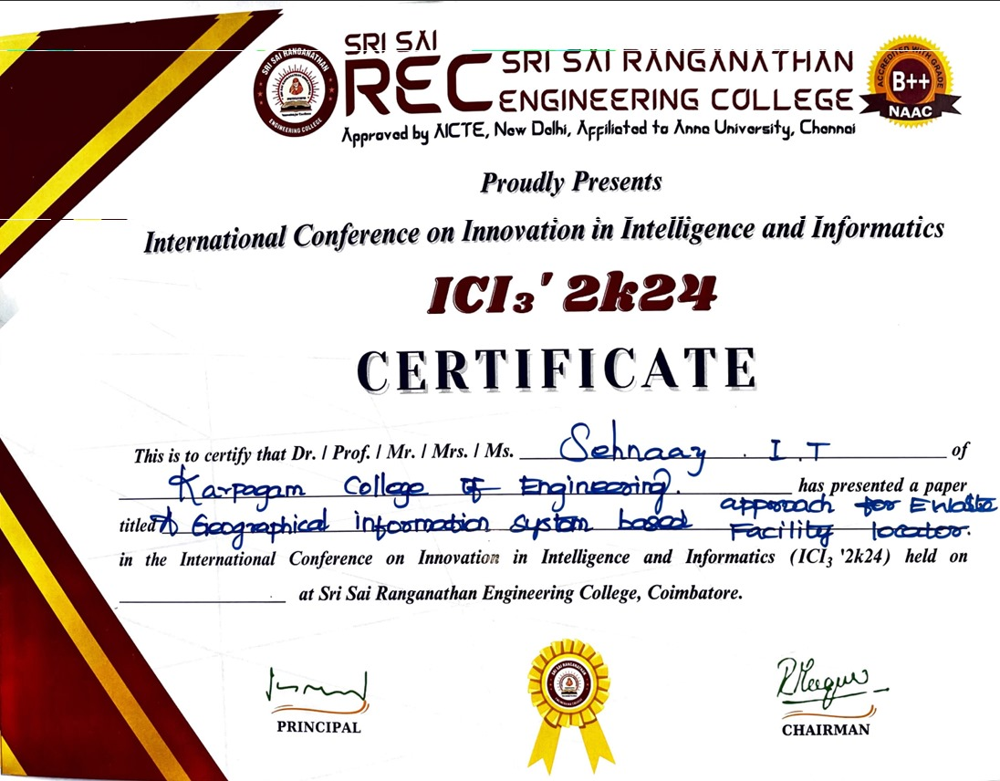 SRI SAI RANGANATHAN
ENGINEERING COLLEGE
SRI SAI
REC
SRI SAI RANGANATHAN
ENGINEERING COLLEGE
Approved by AICTE, New Delhi, Affiliated to Anna University, Chennai
ACCREDITED WITH GRADE
B++
NAAC
Proudly Presents
International Conference on Innovation in Intelligence and Informatics
ICI₃' 2k24
CERTIFICATE
This is to certify that Dr. / Prof. / Mr. / Mrs. / Ms. Sehnaaz . I.T of
Karpagam College of Engineering. has presented a paper
titled A Geographical information system based approach for EWaste
Facility locator.
in the International Conference on Innovation in Intelligence and Informatics (ICI₃ '2k24) held on
at Sri Sai Ranganathan Engineering College, Coimbatore.
SRI SAI RANGANATHAN
ENGINEERING COLLEGE
PRINCIPAL
CHAIRMAN